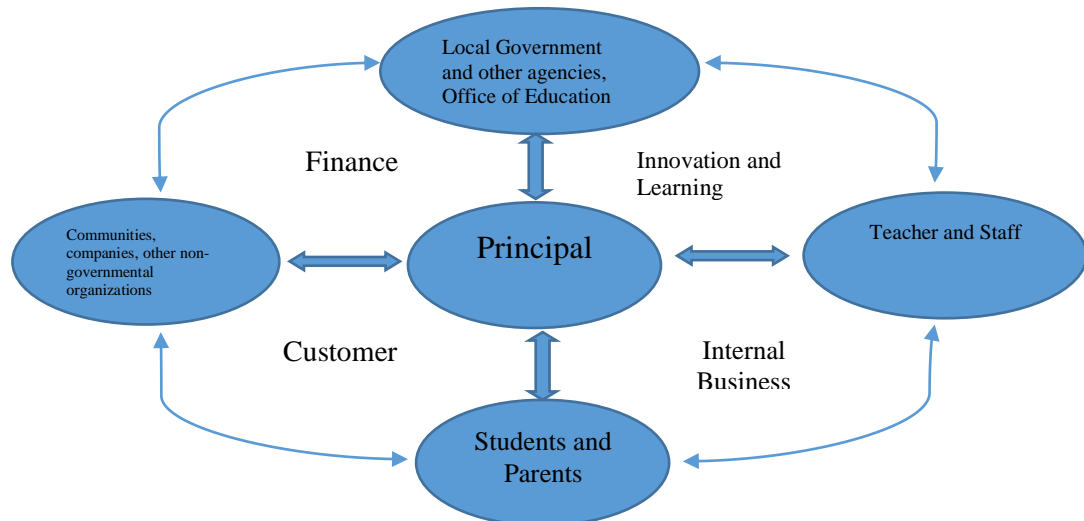 Local Government
and other agencies,
Office of Education
Finance
Innovation and
Learning
Communities,
companies, other non-
governmental
organizations
Principal
Teacher and Staff
Customer
Internal
Business
Students and
Parents